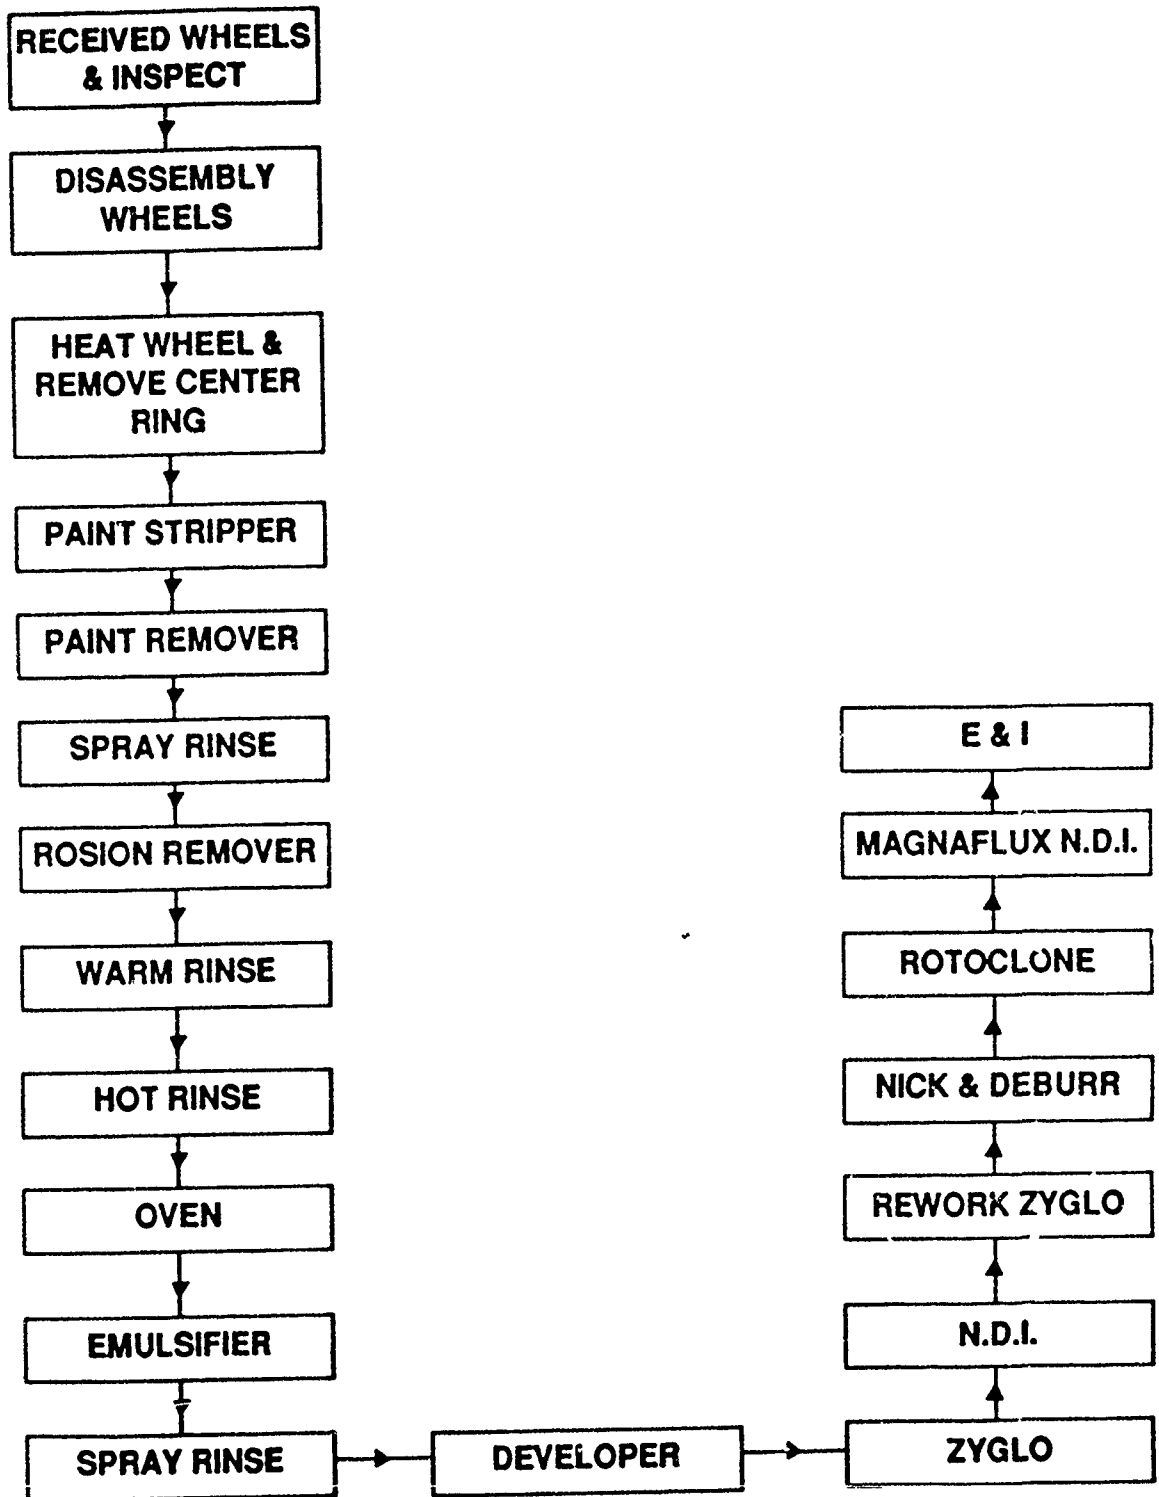 RECEIVED WHEELS
& INSPECT
DISASSEMBLY
WHEELS
HEAT WHEEL &
REMOVE CENTER
RING
PAINT STRIPPER
PAINT REMOVER
SPRAY RINSE
ROSION REMOVER
WARM RINSE
HOT RINSE
OVEN
EMULSIFIER
SPRAY RINSE
DEVELOPER
ZYGLO
N.D.I.
REWORK ZYGLO
NICK & DEBURR
ROTOCLONE
MAGNAFLUX N.D.I.
E & I